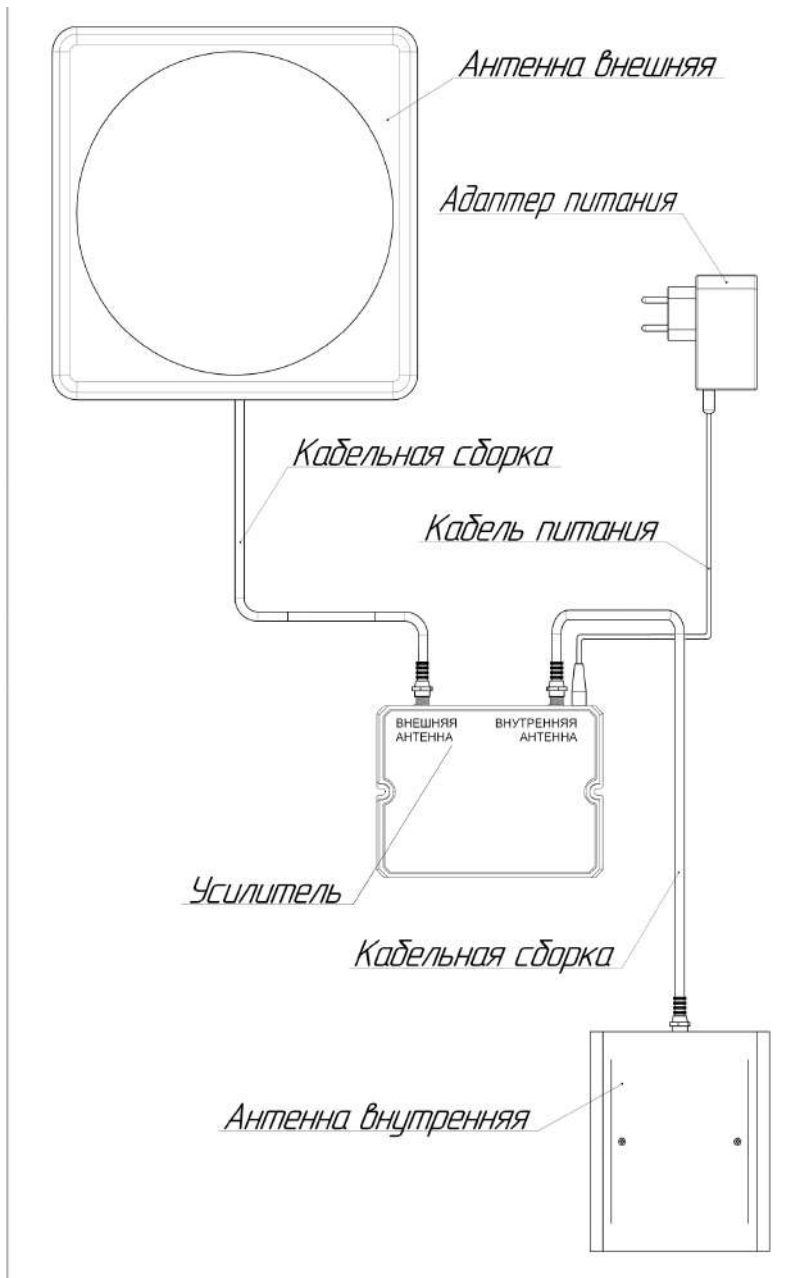 Антенна внешняя
Адаптер питания
Кабельная сборка
Кабель питания
ВНЕШНЯЯ
АНТЕННА
ВНУТРЕННЯЯ
АНТЕННА
Усилитель
Кабельная сборка
Антенна внутренняя